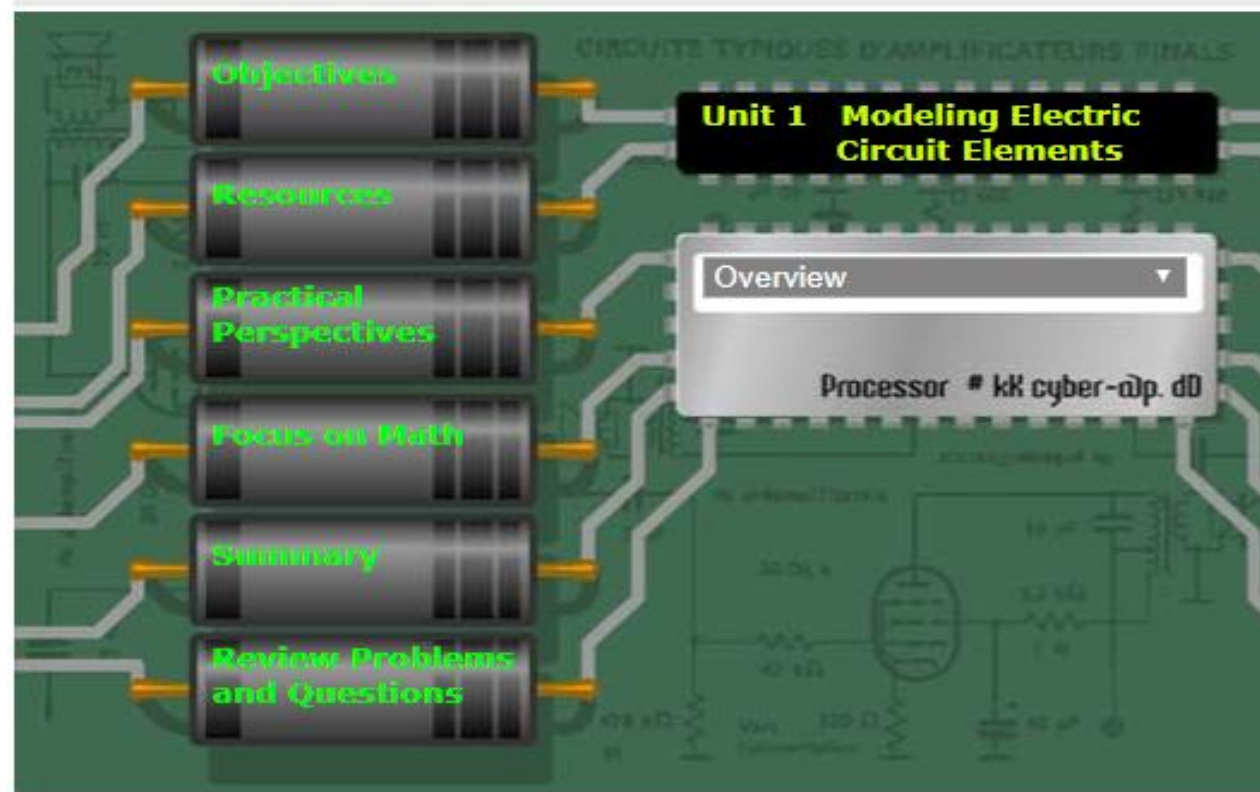 CIRCUITS TYPIQUES D'AMPLIFICATEURS FINALS
Objectives
Resources
Practical
Perspectives
Focus on Math
Summary
Review Problems
and Questions
Unit 1 Modeling Electric
Circuit Elements
Overview
Processor # kK cyber-a)p. dD